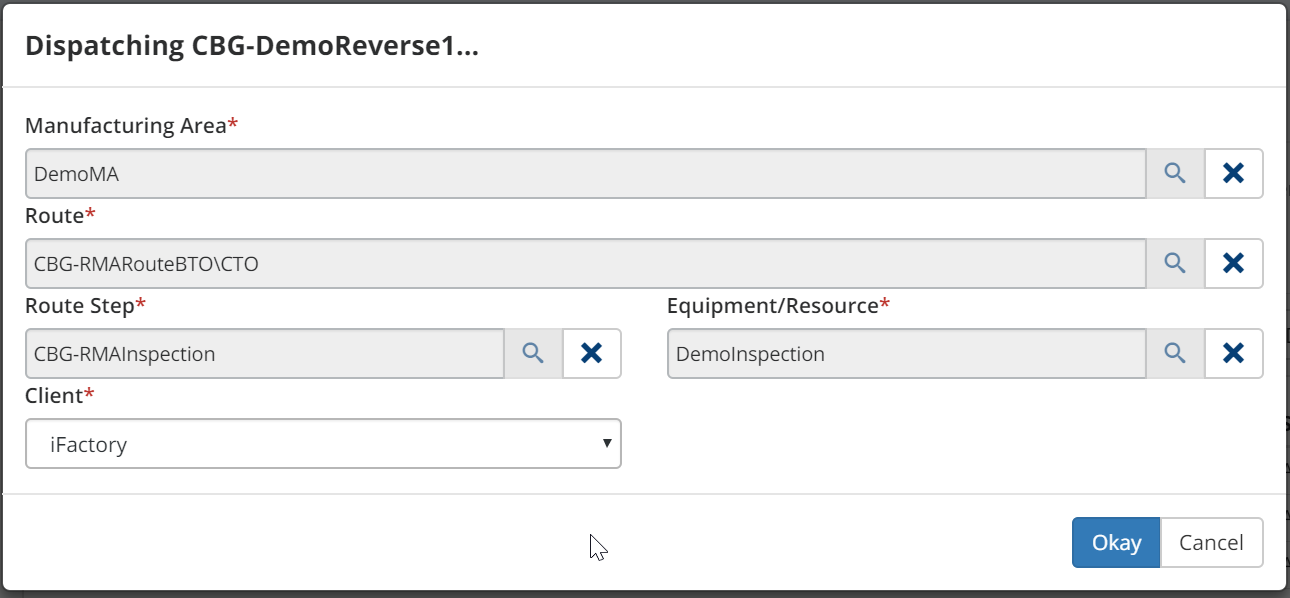 Dispatching CBG-DemoReverse1...
Manufacturing Area*
DemoMA
Route*
CBG-RMARouteBTO\CTO
Route Step* Equipment/Resource*
CBG-RMAInspection DemoInspection
Client*
iFactory
Okay Cancel